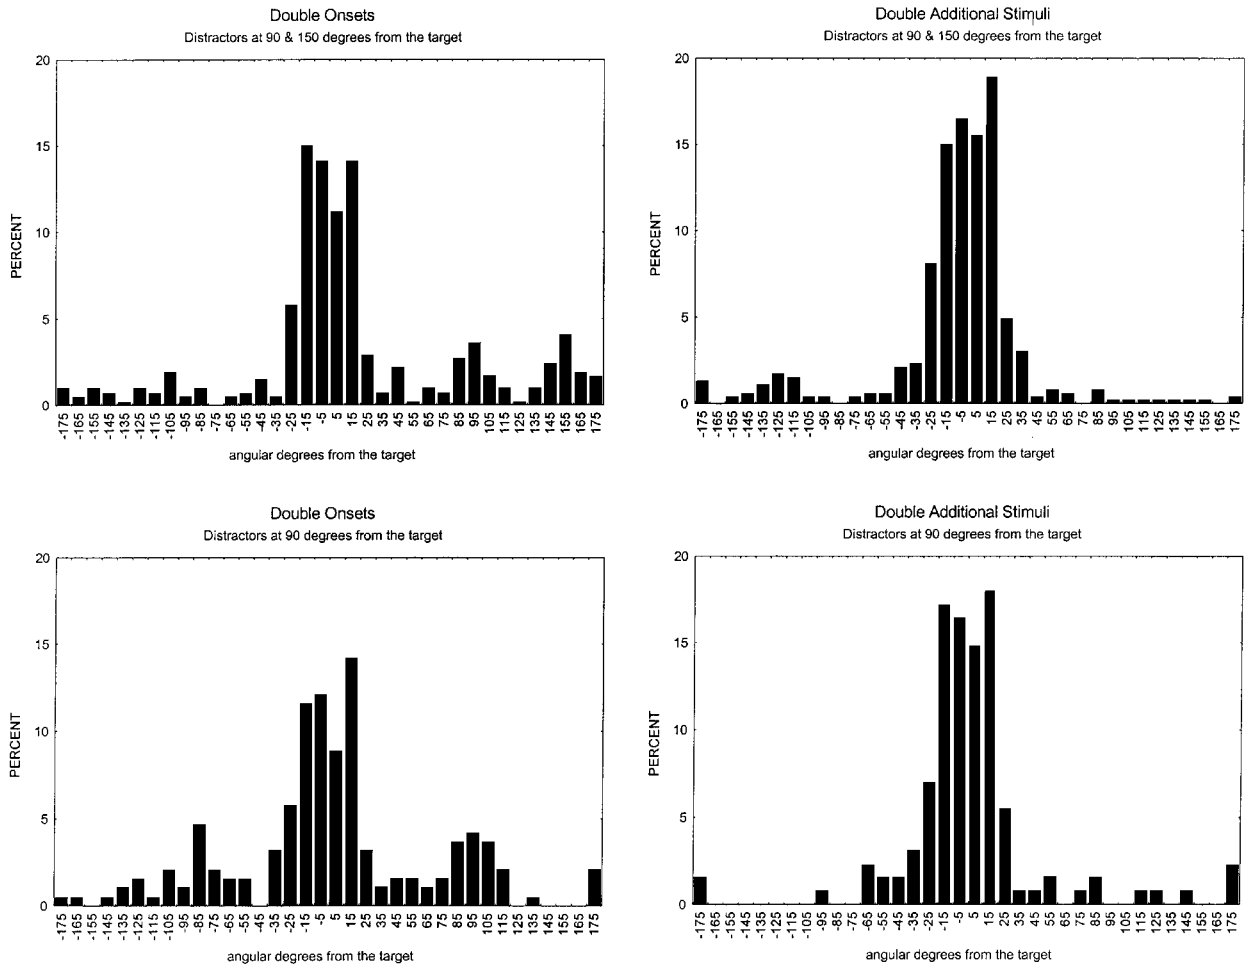 Double Onsets
Distractors at 90 & 150 degrees from the target
20
15
10
5
0
PERCENT
-175 -165 -155 -145 -135 -125 -115 -105 -95 -85 -75 -65 -55 -45 -35 -25 -15 -5 5 15 25 35 45 55 65 75 85 95 105 115 125 135 145 155 165 175
angular degrees from the target
Double Additional Stimuli
Distractors at 90 & 150 degrees from the target
20
15
10
5
0
PERCENT
-175 -165 -155 -145 -135 -125 -115 -105 -95 -85 -75 -65 -55 -45 -35 -25 -15 -5 5 15 25 35 45 55 65 75 85 95 105 115 125 135 145 155 165 175
angular degrees from the target
Double Onsets
Distractors at 90 degrees from the target
20
15
10
5
0
PERCENT
-175 -165 -155 -145 -135 -125 -115 -105 -95 -85 -75 -65 -55 -45 -35 -25 -15 -5 5 15 25 35 45 55 65 75 85 95 105 115 125 135 145 155 165 175
angular degrees from the target
Double Additional Stimuli
Distractors at 90 degrees from the target
20
15
10
5
0
PERCENT
-175 -165 -155 -145 -135 -125 -115 -105 -95 -85 -75 -65 -55 -45 -35 -25 -15 -5 5 15 25 35 45 55 65 75 85 95 105 115 125 135 145 155 165 175
angular degrees from the target